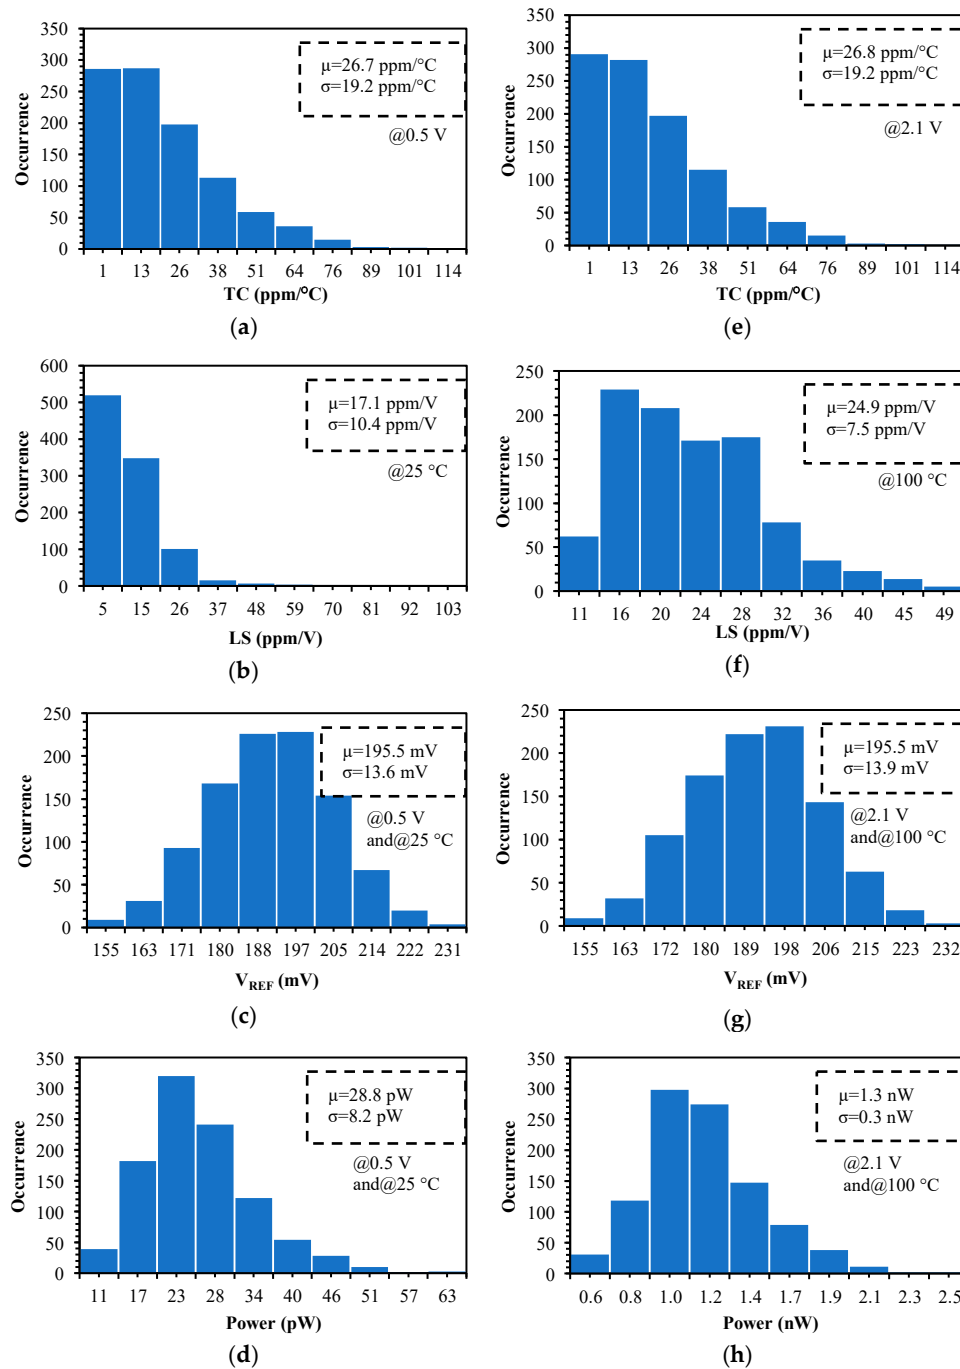 350
300
250
200
150
100
50
0
Occurrence
µ=26.7 ppm/°C
σ=19.2 ppm/°C
@0.5 V
1 13 26 38 51 64 76 89 101 114
TC (ppm/°C)
(a)
350
300
250
200
150
100
50
0
Occurrence
µ=26.8 ppm/°C
σ=19.2 ppm/°C
@2.1 V
1 13 26 38 51 64 76 89 101 114
TC (ppm/°C)
(e)
600
500
400
300
200
100
0
Occurrence
µ=17.1 ppm/V
σ=10.4 ppm/V
@25 °C
5 15 26 37 48 59 70 81 92 103
LS (ppm/V)
(b)
250
200
150
100
50
0
Occurrence
µ=24.9 ppm/V
σ=7.5 ppm/V
@100 °C
11 16 20 24 28 32 36 40 45 49
LS (ppm/V)
(f)
250
200
150
100
50
0
Occurrence
µ=195.5 mV
σ=13.6 mV
@0.5 V
and@25 °C
155 163 171 180 188 197 205 214 222 231
VREF (mV)
(c)
250
200
150
100
50
0
Occurrence
µ=195.5 mV
σ=13.9 mV
@2.1 V
and@100 °C
155 163 172 180 189 198 206 215 223 232
VREF (mV)
(g)
350
300
250
200
150
100
50
0
Occurrence
µ=28.8 pW
σ=8.2 pW
@0.5 V
and@25 °C
11 17 23 28 34 40 46 51 57 63
Power (pW)
(d)
350
300
250
200
150
100
50
0
Occurrence
µ=1.3 nW
σ=0.3 nW
@2.1 V
and@100 °C
0.6 0.8 1.0 1.2 1.4 1.7 1.9 2.1 2.3 2.5
Power (nW)
(h)